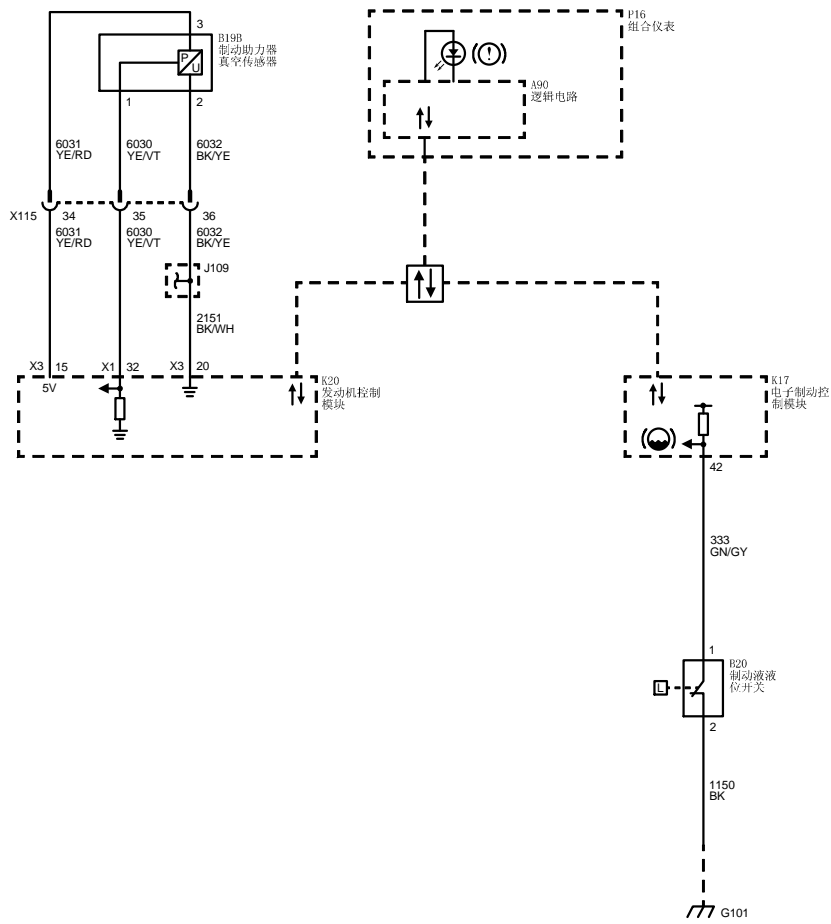 3
B19B
制动助力器
真空传感器
P
U
1
2
P16
组合仪表
A90
逻辑电路
6031
YE/RD
6030
YE/VT
6032
BK/YE
X115
34
35
36
6031
YE/RD
6030
YE/VT
6032
BK/YE
J109
2151
BK/WH
X3 15
X1 32
X3 20
5V
K20
发动机控制
模块
K17
电子制动控
制模块
42
333
GN/GY
1
B20
制动液液
位开关
L
2
1150
BK
G101